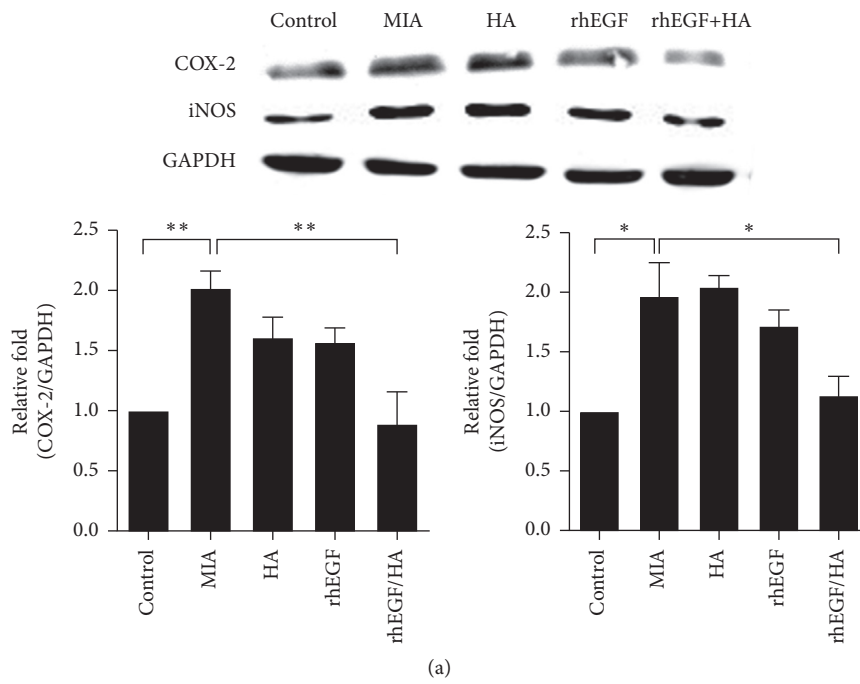 Control MIA HA rhEGF rhEGF+HA
COX-2
iNOS
GAPDH
** **
2.5
2.0
1.5
1.0
0.5
0.0
Relative fold
(COX-2/GAPDH)
Control
MIA
HA
rhEGF
rhEGF/HA
* *
2.5
2.0
1.5
1.0
0.5
0.0
Relative fold
(iNOS/GAPDH)
Control
MIA
HA
rhEGF
rhEGF/HA
(a)